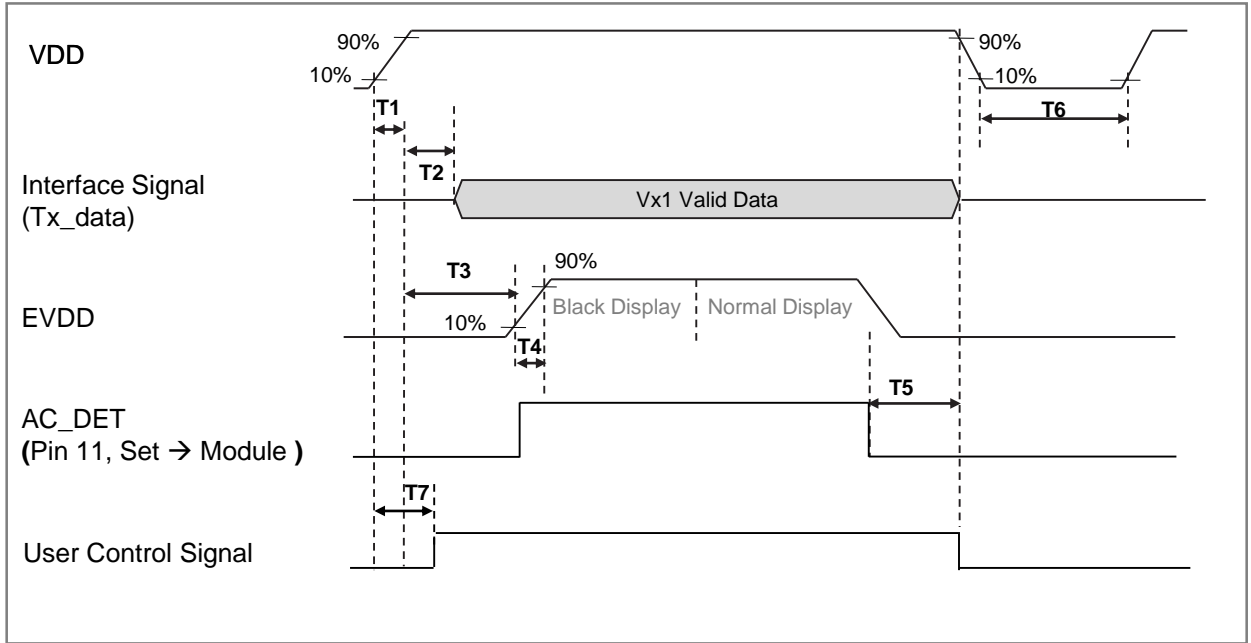 VDD
90%
10%
90%
10%
T1
T6
T2
Interface Signal
(Tx_data)
Vx1 Valid Data
T3
90%
Black Display
Normal Display
EVDD
10%
T4
T5
AC_DET
(Pin 11, Set → Module )
T7
User Control Signal